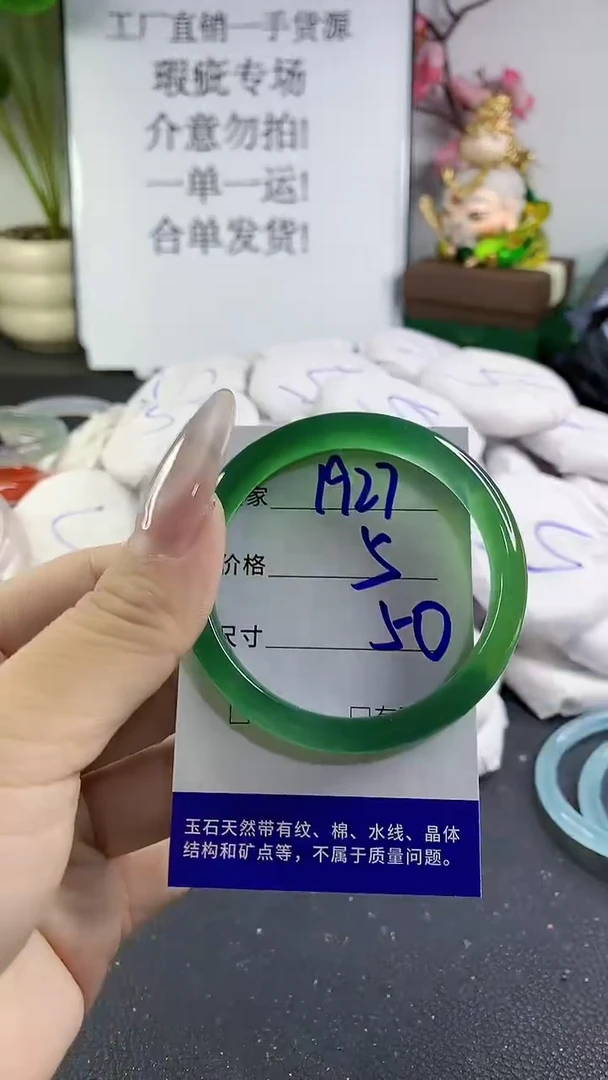 工厂直销一手货源
瑕疵专场
介意勿拍!
一单一运!
合单发货!
家 1927
价格 5
尺寸 50
玉石天然带有纹、棉、水线、晶体
结构和矿点等，不属于质量问题。